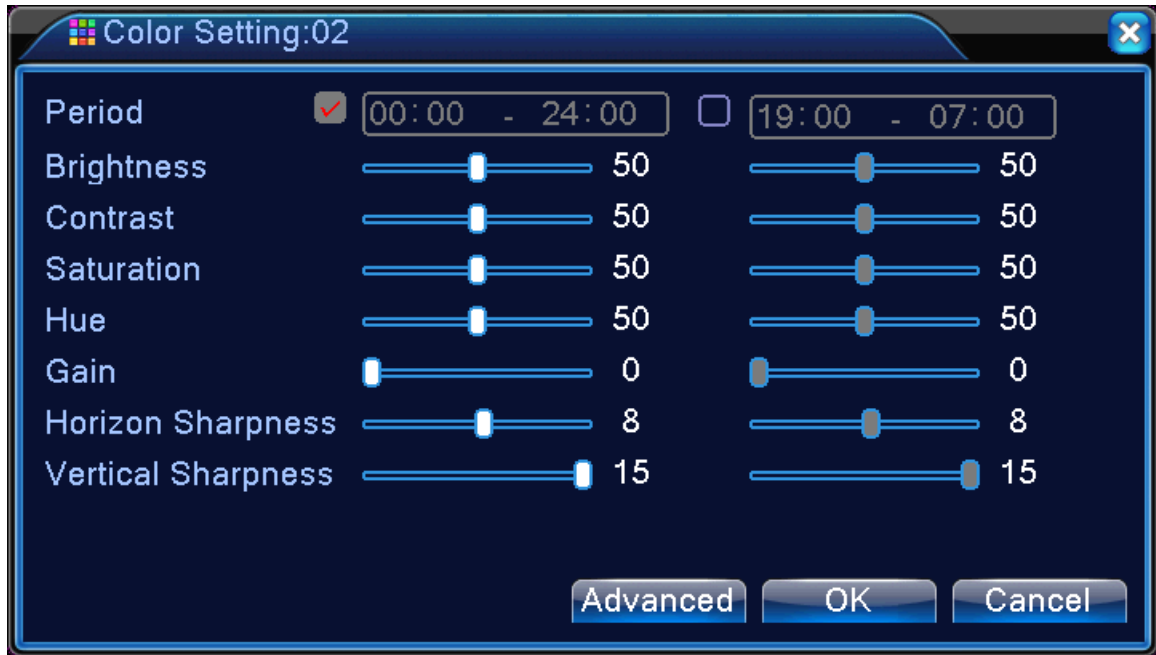 Color Setting:02
Period 00:00 - 24:00 19:00 - 07:00
Brightness 50 50
Contrast 50 50
Saturation 50 50
Hue 50 50
Gain 0 0
Horizon Sharpness 8 8
Vertical Sharpness 15 15
Advanced OK Cancel